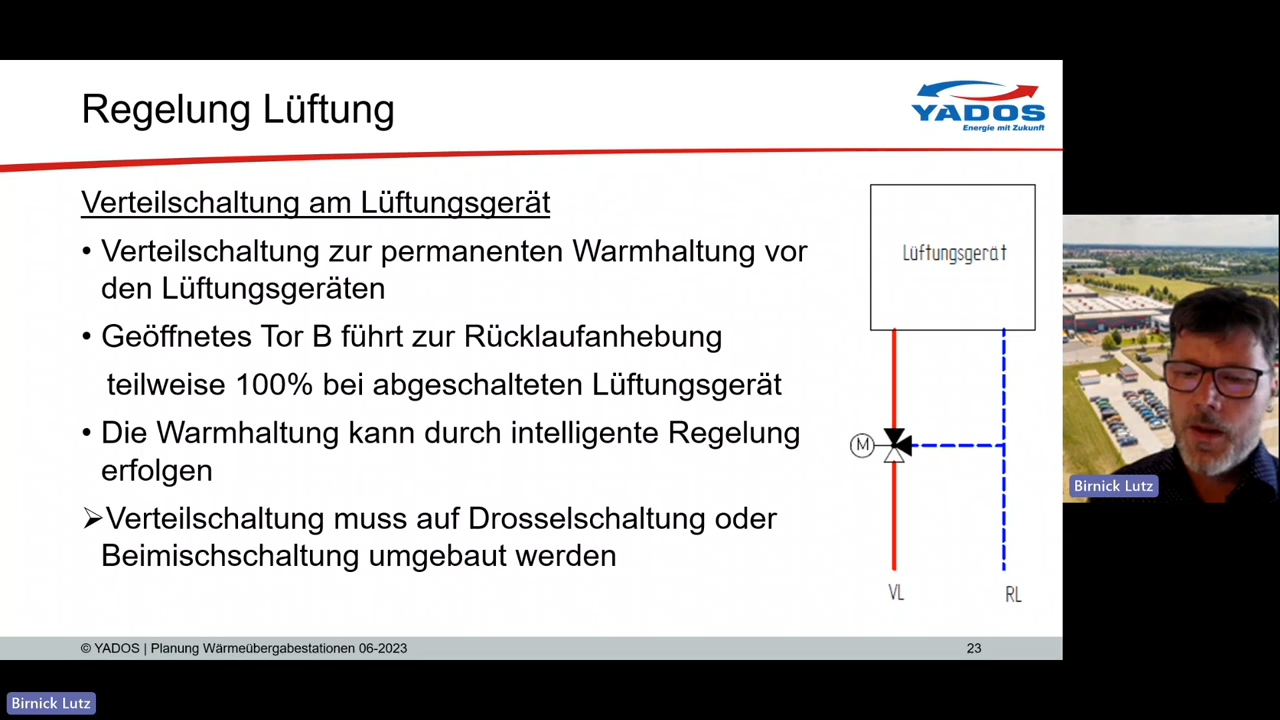 Regelung Lüftung
YADOS
Energie mit Zukunft
Verteilschaltung am Lüftungsgerät
• Verteilschaltung zur permanenten Warmhaltung vor
den Lüftungsgeräten
• Geöffnetes Tor B führt zur Rücklaufanhebung
teilweise 100% bei abgeschalteten Lüftungsgerät
• Die Warmhaltung kann durch intelligente Regelung
erfolgen
➢Verteilschaltung muss auf Drosselschaltung oder
Beimischschaltung umgebaut werden
Lüftungsgerät
M
VL
RL
Birnick Lutz
© YADOS | Planung Wärmeübergabestationen 06-2023
23
Birnick Lutz